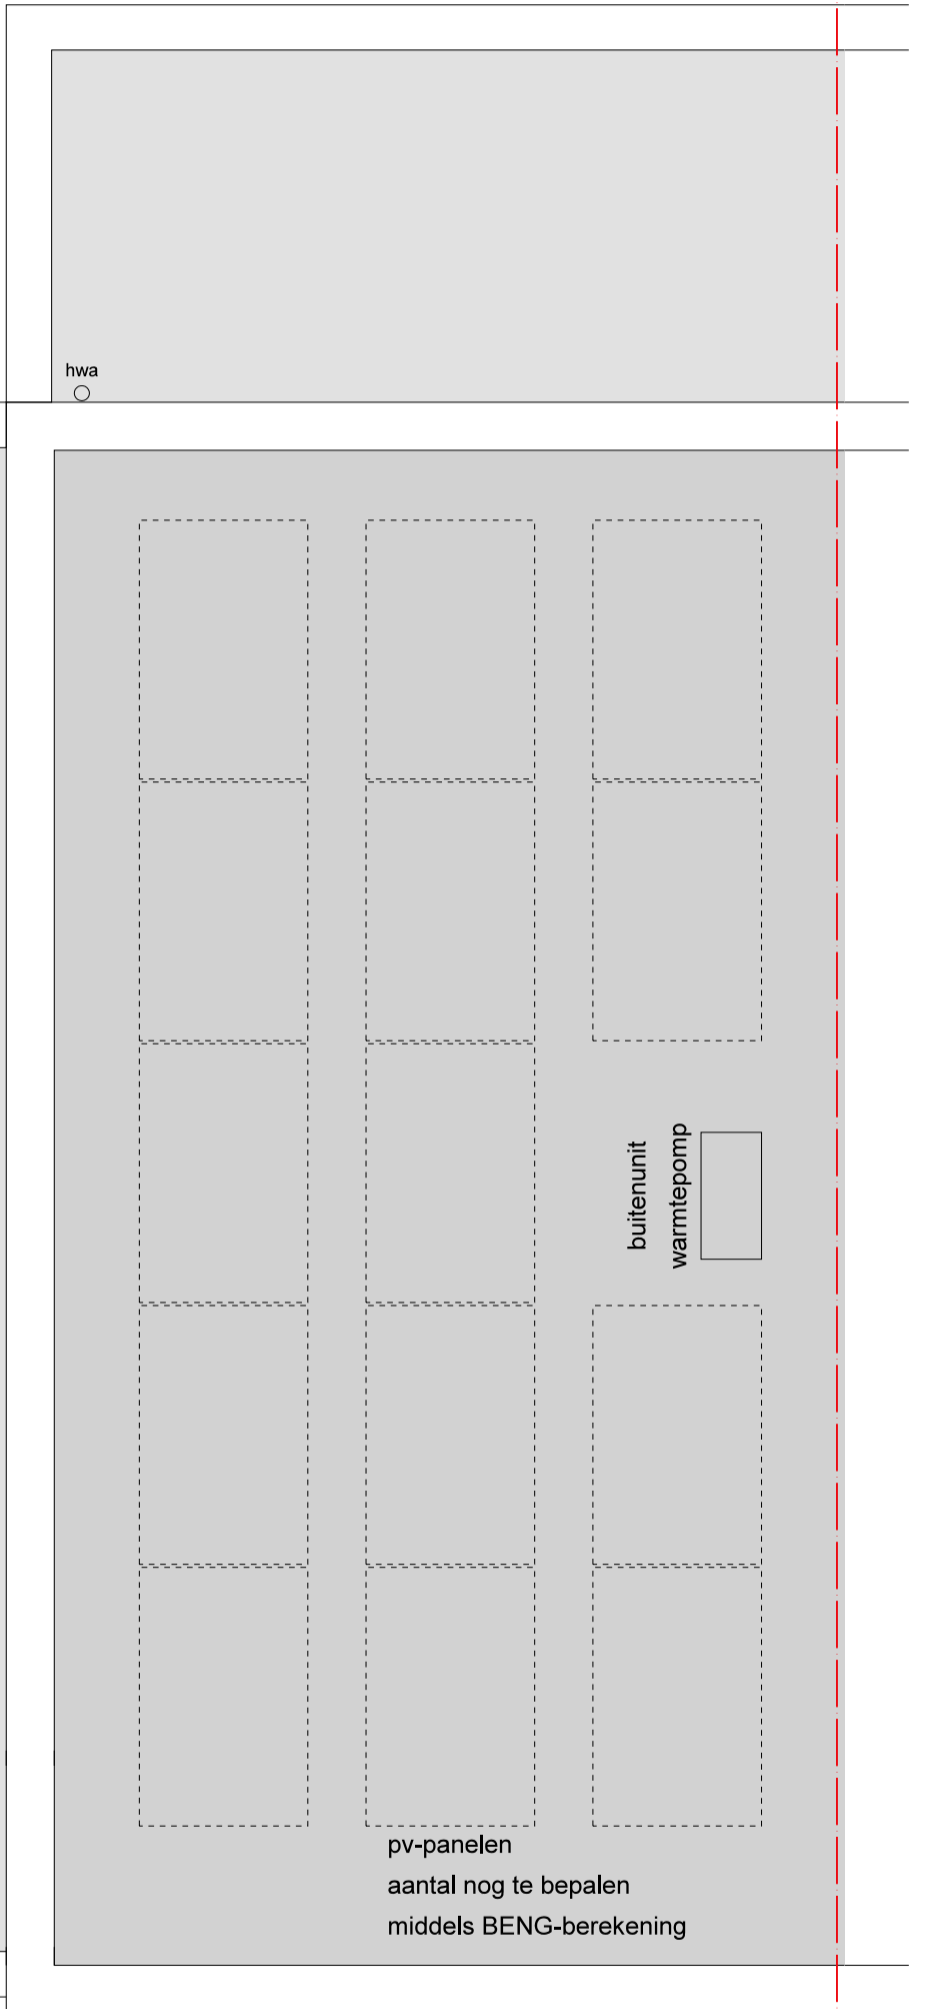 hwa
buitenunit
warmtepomp
pv-panelen
aantal nog te bepalen
middels BENG-berekening